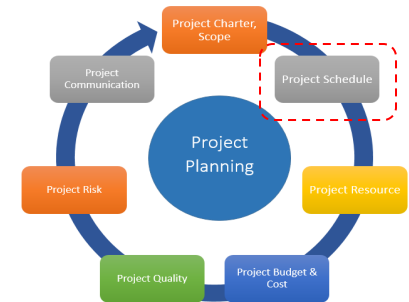 Project Charter,
Scope
Project Schedule
Project
Communication
Project
Planning
Project Risk
Project Resource
Project Quality
Project Budget &
Cost